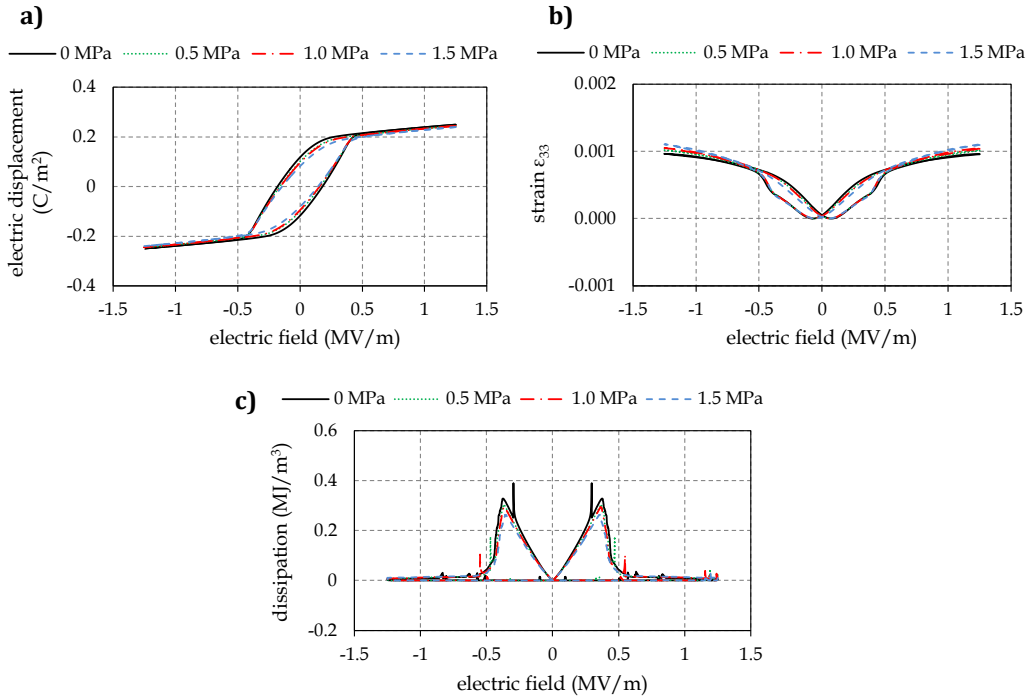 a)
0 MPa 0.5 MPa 1.0 MPa 1.5 MPa
electric displacement
(C/m²)
0.4
0.2
0
-0.2
-0.4
-1.5 -1 -0.5 0 0.5 1 1.5
electric field (MV/m)
b)
0 MPa 0.5 MPa 1.0 MPa 1.5 MPa
strain ε₃₃
0.002
0.001
0.000
-0.001
-1.5 -1 -0.5 0 0.5 1 1.5
electric field (MV/m)
c)
0 MPa 0.5 MPa 1.0 MPa 1.5 MPa
dissipation (MJ/m³)
0.6
0.4
0.2
0
-0.2
-1.5 -1 -0.5 0 0.5 1 1.5
electric field (MV/m)